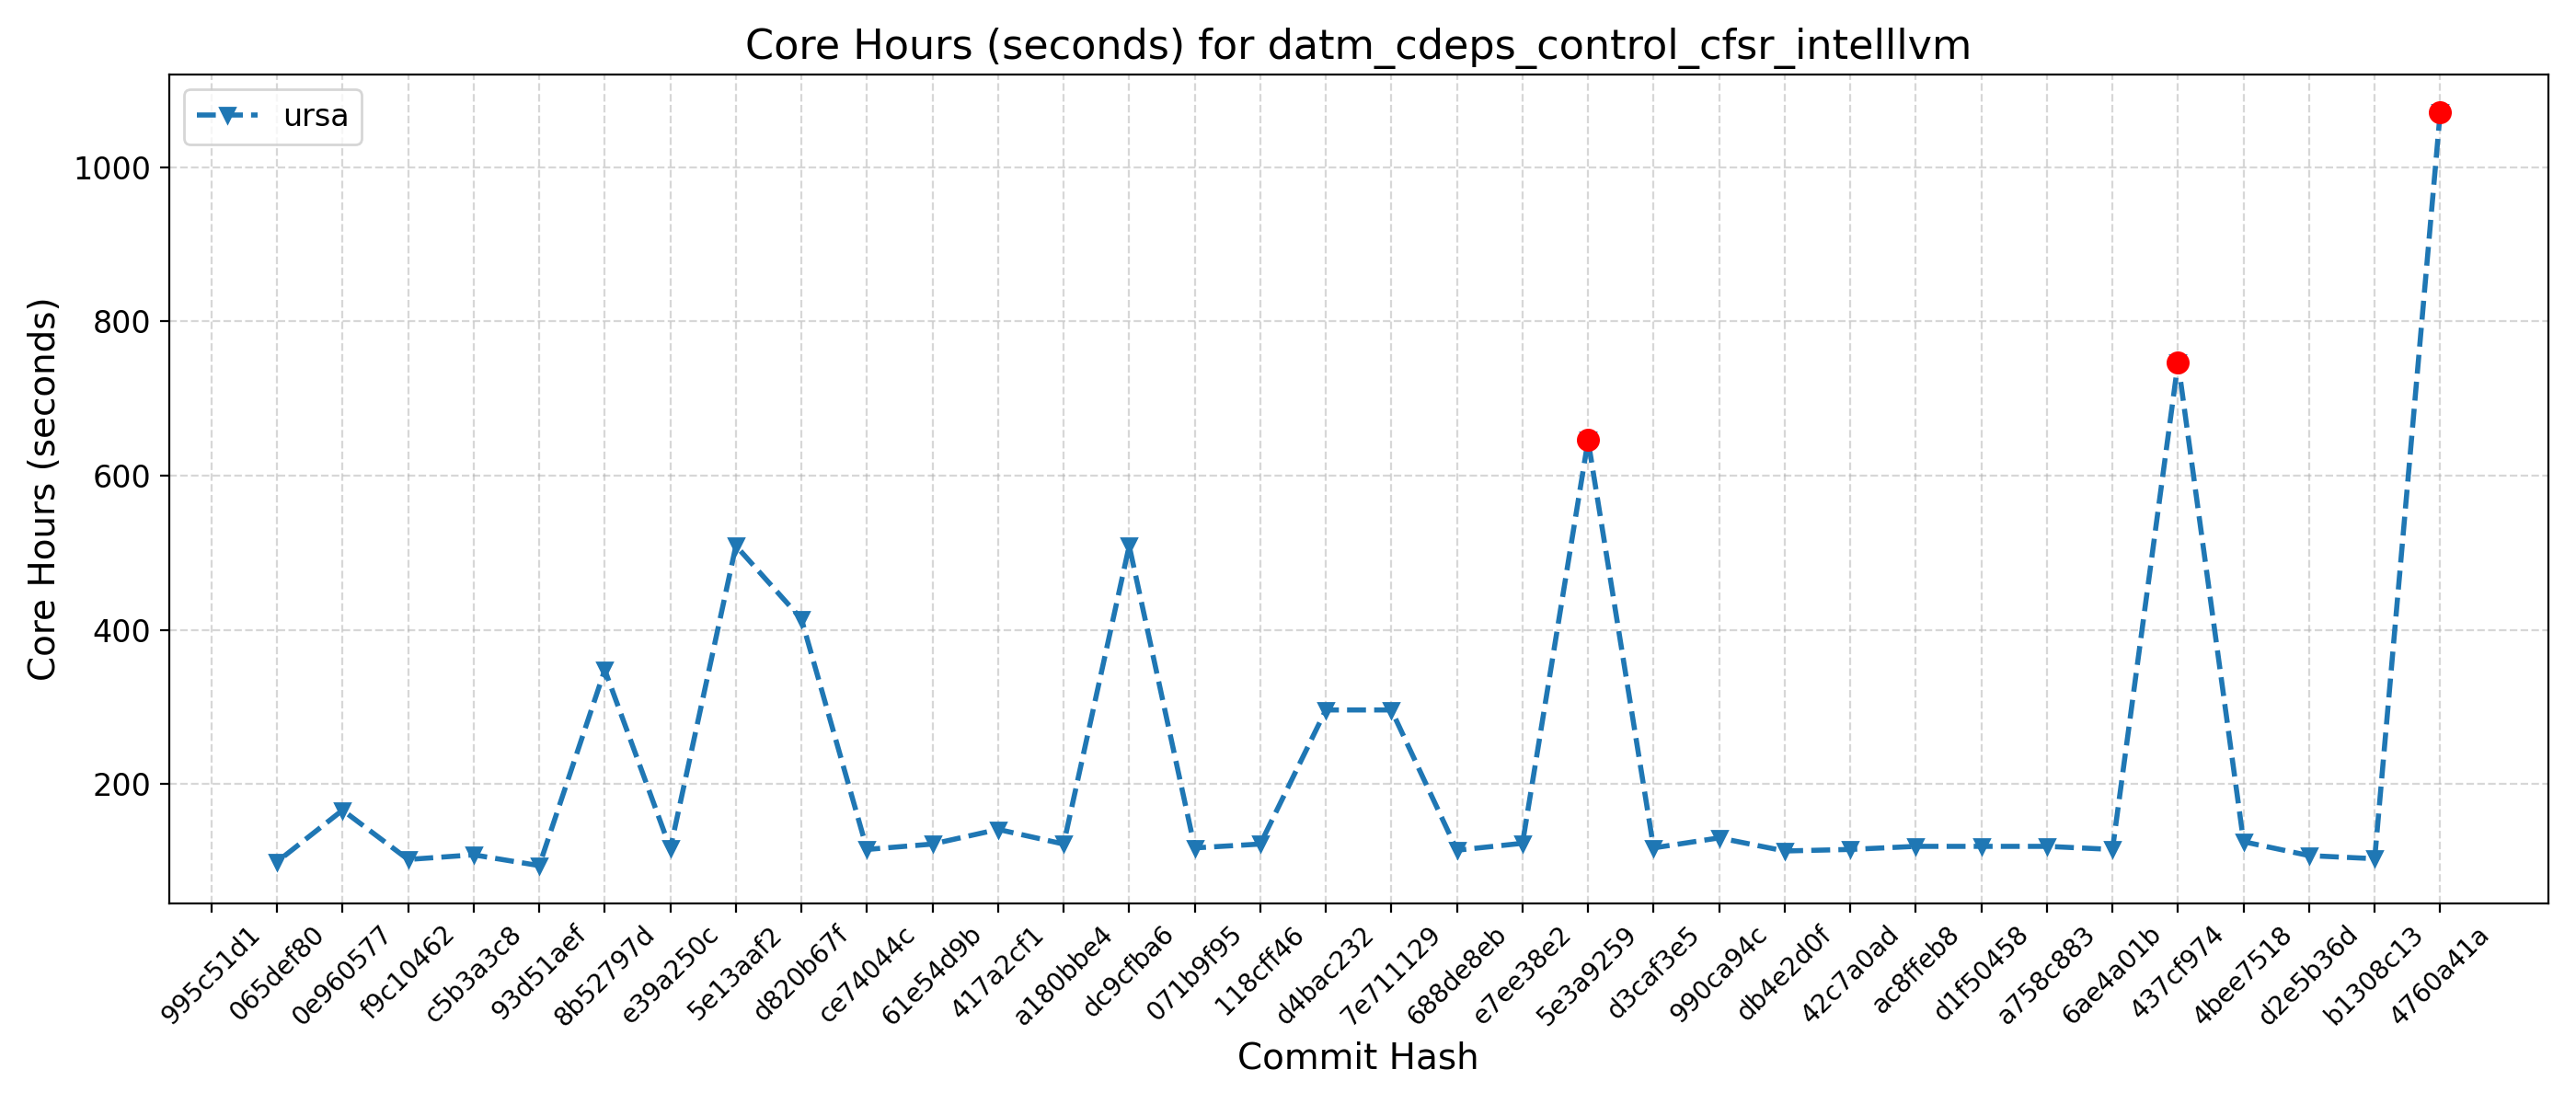 Core Hours (seconds) for datm_cdeps_control_cfsr_intelllvm
ursa
Core Hours (seconds)
1000
800
600
400
200
995c51d1
065def80
0e960577
f9c10462
c5b3a3c8
93d51aef
8b52797d
e39a250c
5e13aaf2
d820b67f
ce74044c
61e54d9b
417a2cf1
a180bbe4
dc9cfba6
071b9f95
118cff46
d4bac232
7e711129
688de8eb
e7ee38e2
5e3a9259
d3caf3e5
990ca94c
db4e2d0f
42c7a0ad
ac8ffeb8
d1f50458
a758c883
6ae4a01b
437cf974
4bee7518
d2e5b36d
b1308c13
4760a41a
Commit Hash